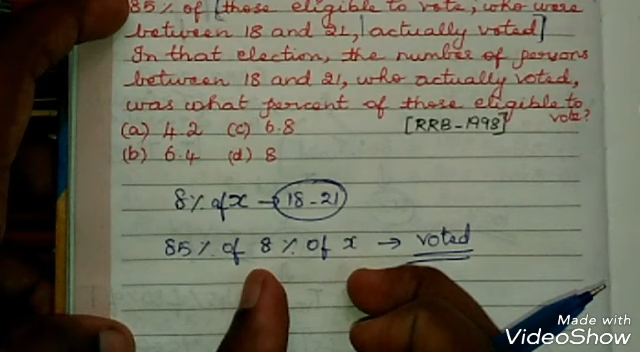 85% of [those eligible to vote, who were
between 18 and 21, actually voted]
In that election, the number of persons
between 18 and 21, who actually voted,
was what percent of those eligible to
vote?
(a) 4.2 (c) 6.8 [RRB-1998]
(b) 6.4 (d) 8
8% of x → 18-21
85% of 8% of x → voted
Made with
VideoShow